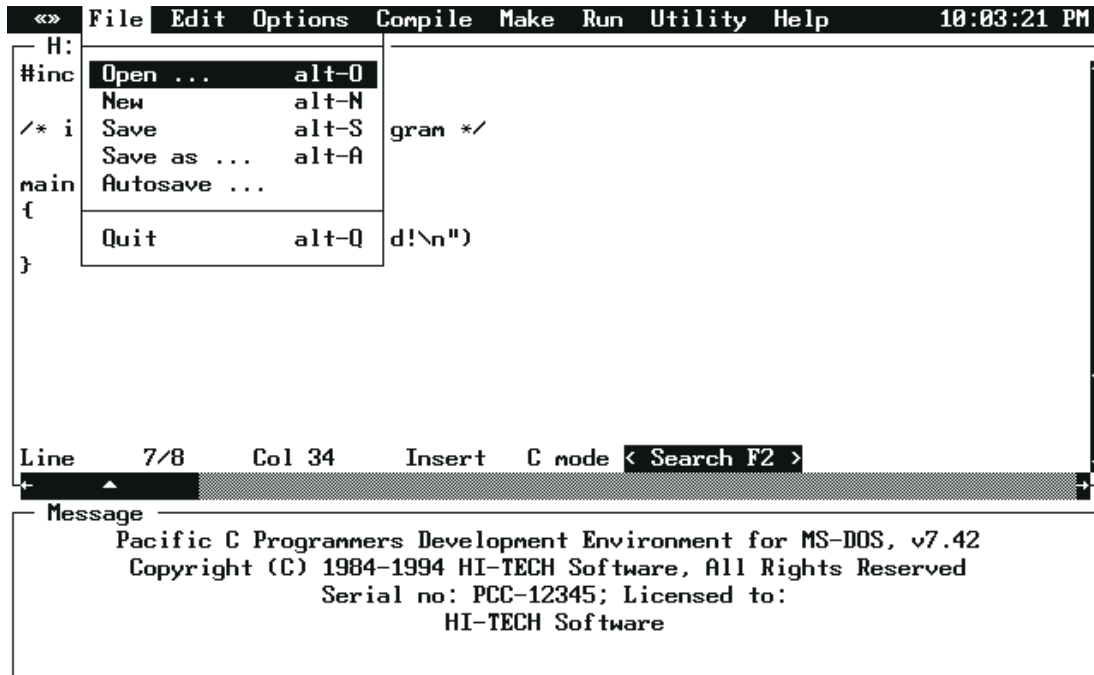 «» File Edit Options Compile Make Run Utility Help 10:03:21 PM
H:
#inc
Open ... alt-O
New alt-N
/* i
Save alt-S
gram */
Save as ... alt-A
main
Autosave ...
{
Quit alt-Q
d!\n")
}
Line 7/8 Col 34 Insert C mode < Search F2 >
Message
Pacific C Programmers Development Environment for MS-DOS, v7.42
Copyright (C) 1984-1994 HI-TECH Software, All Rights Reserved
Serial no: PCC-12345; Licensed to:
HI-TECH Software